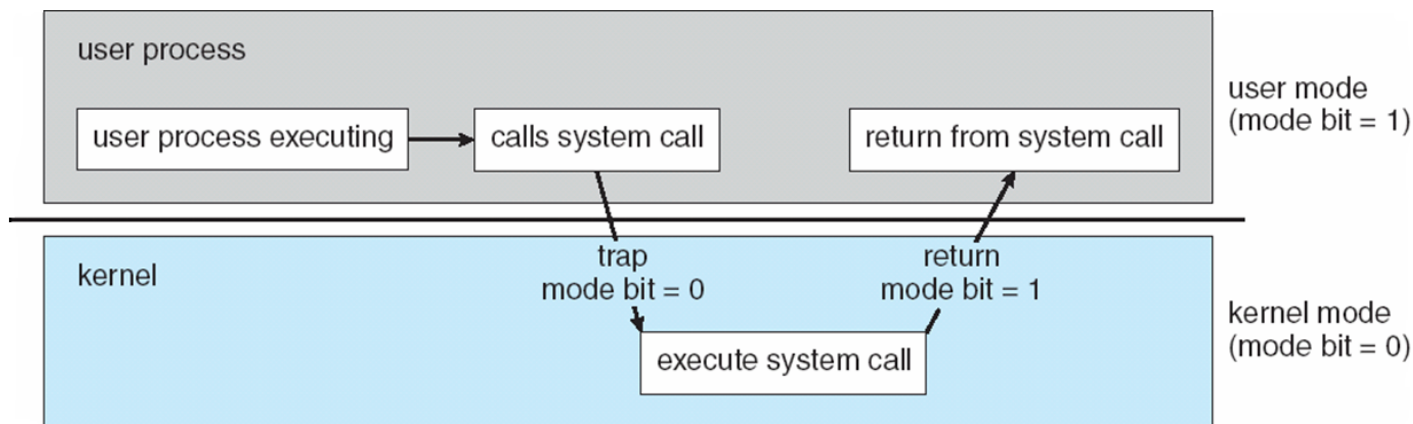 user process
user process executing
calls system call
return from system call
user mode
(mode bit = 1)
kernel
trap
mode bit = 0
return
mode bit = 1
execute system call
kernel mode
(mode bit = 0)